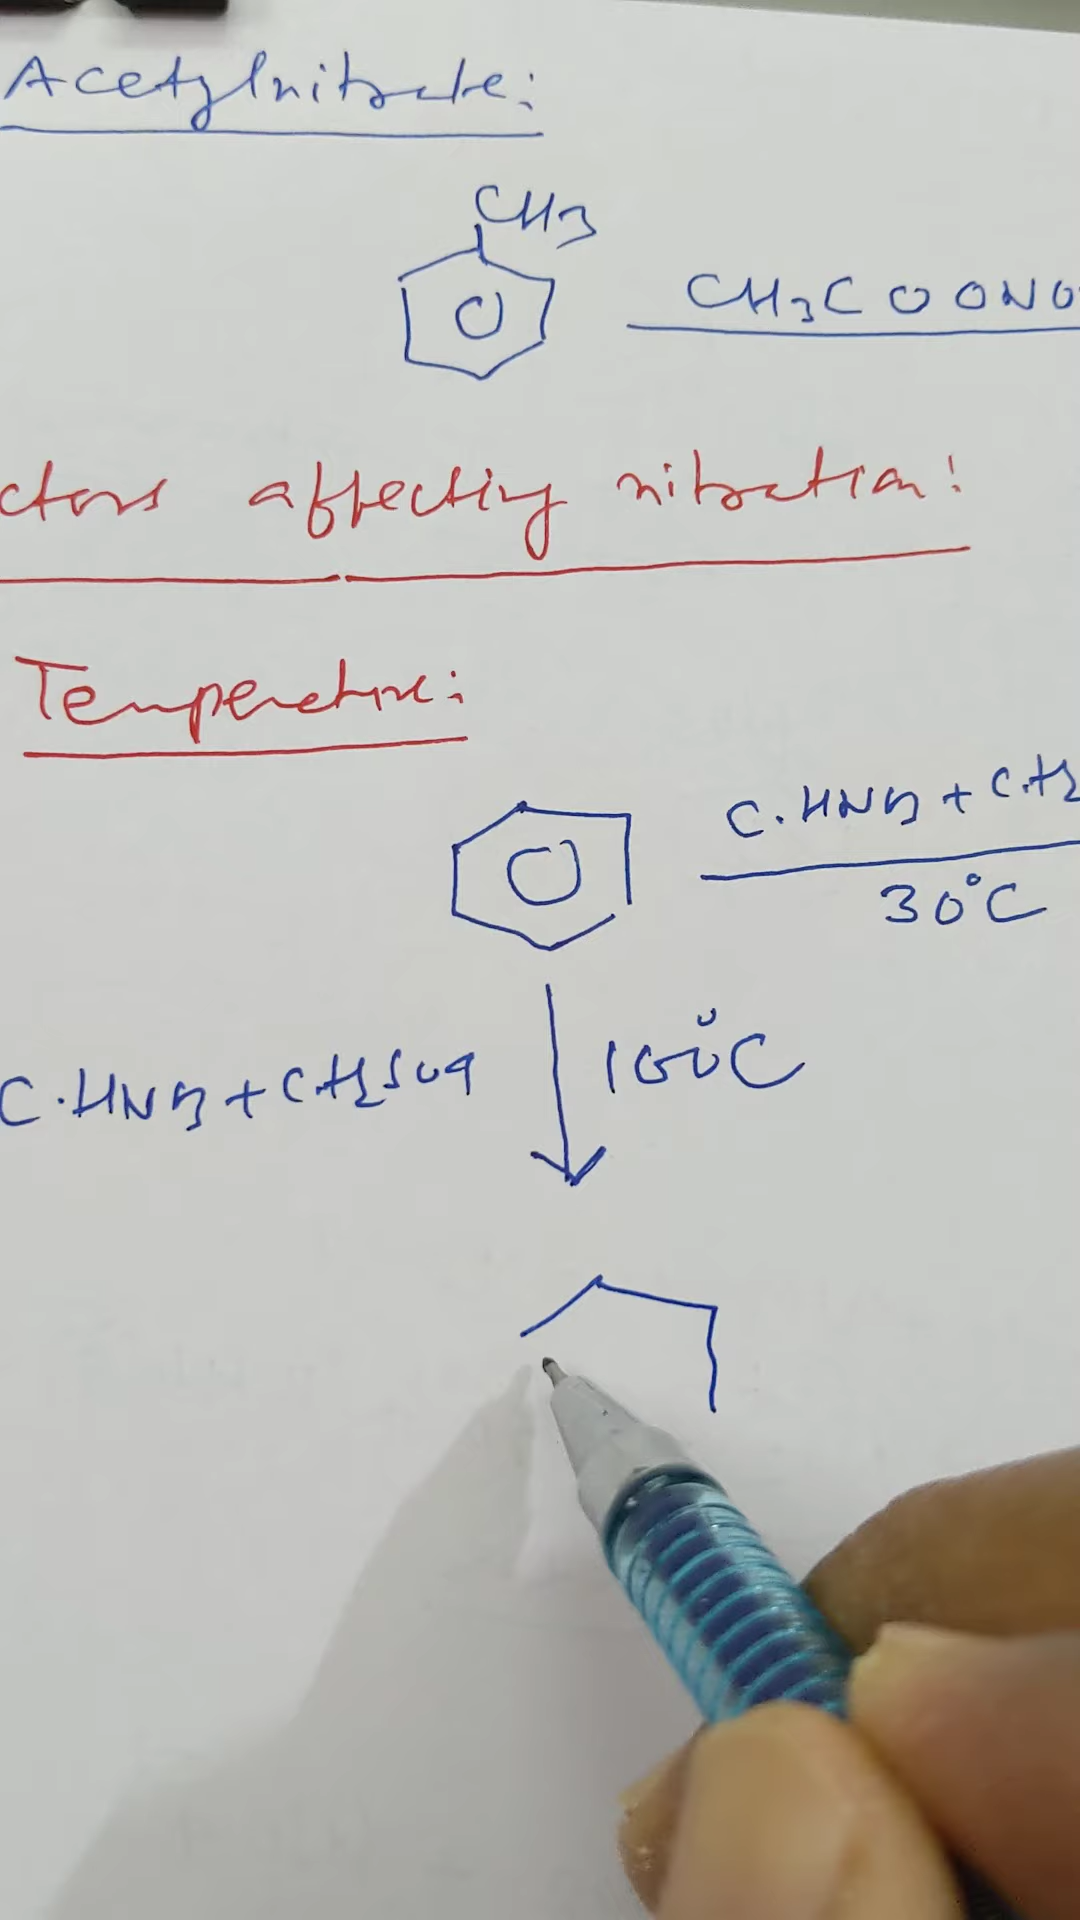 Acetylnitrate:
CH3
CH3COONO
ctors affecting nitration:
Temperature:
C.HNO3 + C.H2
30°C
C.HNO3 + C.H2SO4
100°C